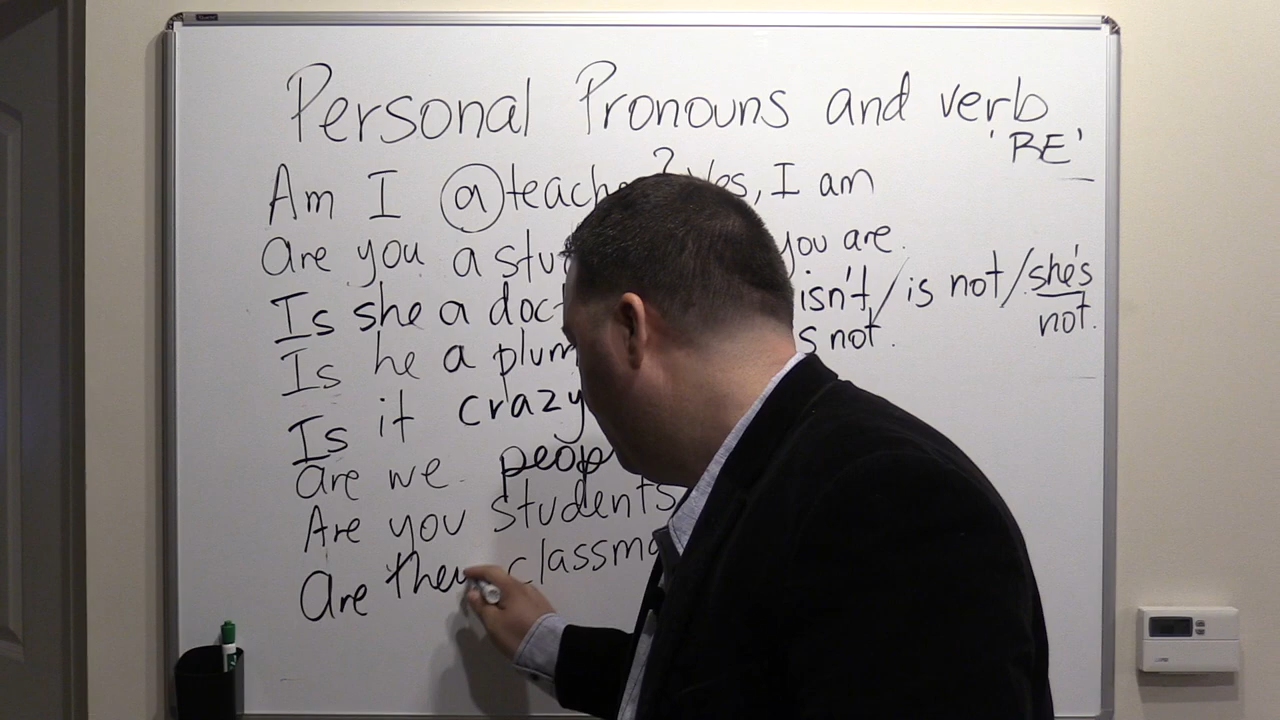 Personal Pronouns and verb
'BE'
Am I a teache ? Yes, I am
are you a stu you are.
Is she a doc isn't / is not / she's
not.
Is he a plum s not.
Is it crazy
are we peop
Are you students
are they classma